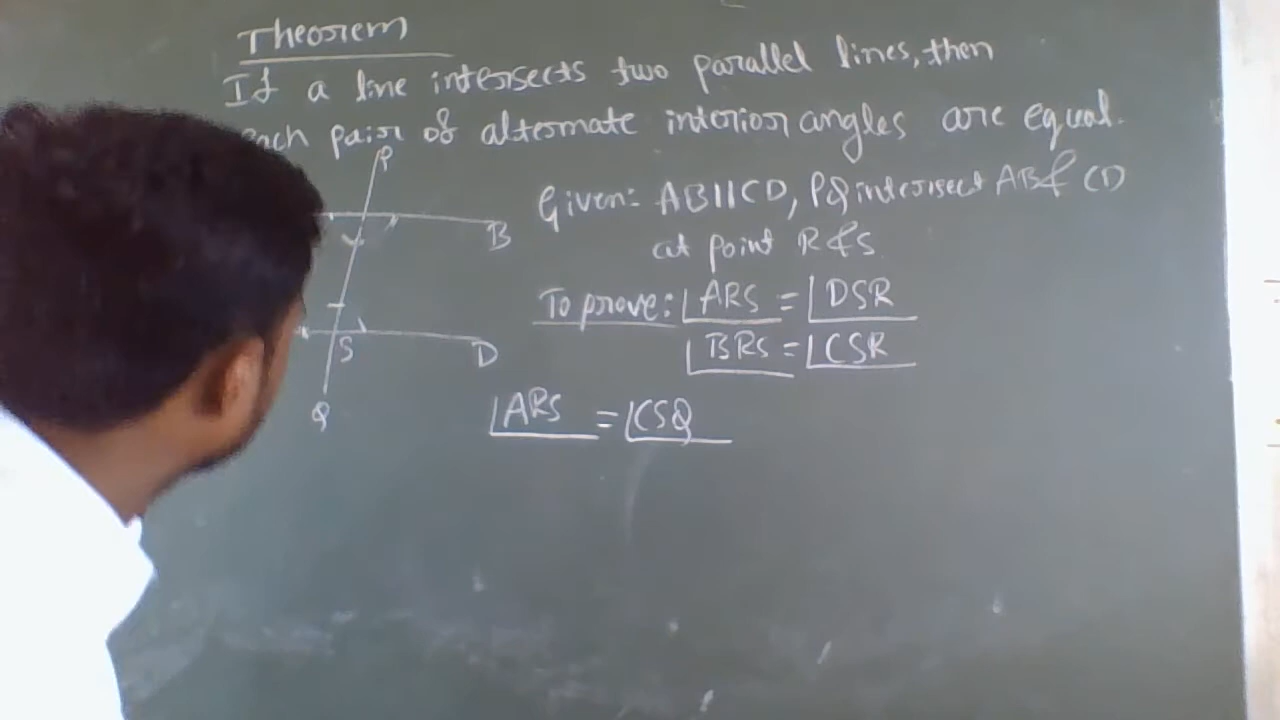 Theorem
If a line intersects two parallel lines, then
each pair of alternate interior angles are equal.
P
Given: AB||CD, PQ intersect AB & CD
B
at point R & S
To prove: ∠ARS = ∠DSR
∠BRS = ∠CSR
S
D
Q
∠ARS = ∠CSQ